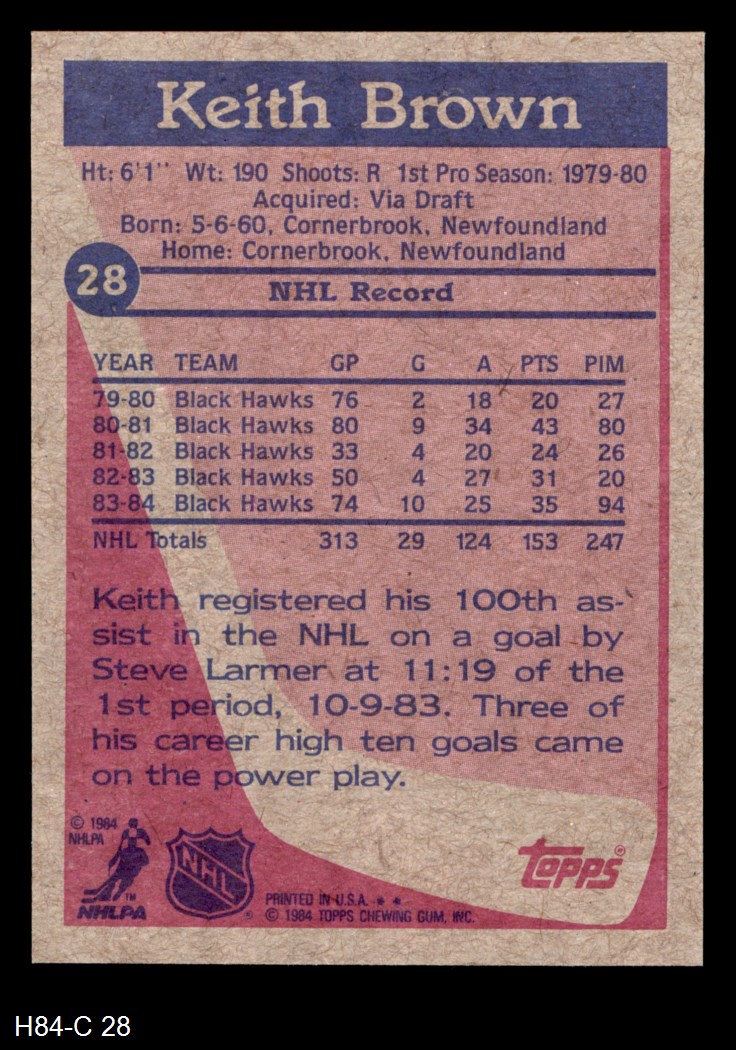 Keith Brown
Ht: 6'1'' Wt: 190 Shoots: R 1st Pro Season: 1979-80
Acquired: Via Draft
Born: 5-6-60, Cornerbrook, Newfoundland
Home: Cornerbrook, Newfoundland
28
NHL Record
YEAR TEAM GP G A PTS PIM
79-80 Black Hawks 76 2 18 20 27
80-81 Black Hawks 80 9 34 43 80
81-82 Black Hawks 33 4 20 24 26
82-83 Black Hawks 50 4 27 31 20
83-84 Black Hawks 74 10 25 35 94
NHL Totals 313 29 124 153 247
Keith registered his 100th as-
sist in the NHL on a goal by
Steve Larmer at 11:19 of the
1st period, 10-9-83. Three of
his career high ten goals came
on the power play.
© 1984
NHLPA
TM
NHLPA
NHL
®
PRINTED IN U.S.A. * *
© 1984 TOPPS CHEWING GUM, INC.
Topps®
H84-C 28